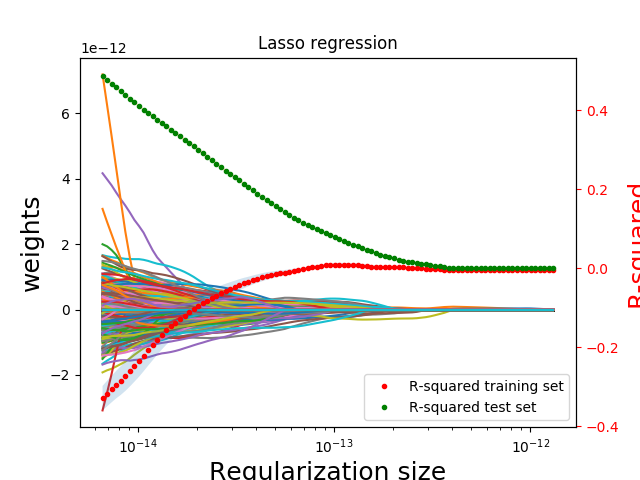 Lasso regression
1e−12
6
4
2
0
−2
weights
0.4
0.2
0.0
−0.2
−0.4
R-squared
R-squared training set
R-squared test set
10−14
10−13
10−12
Regularization size